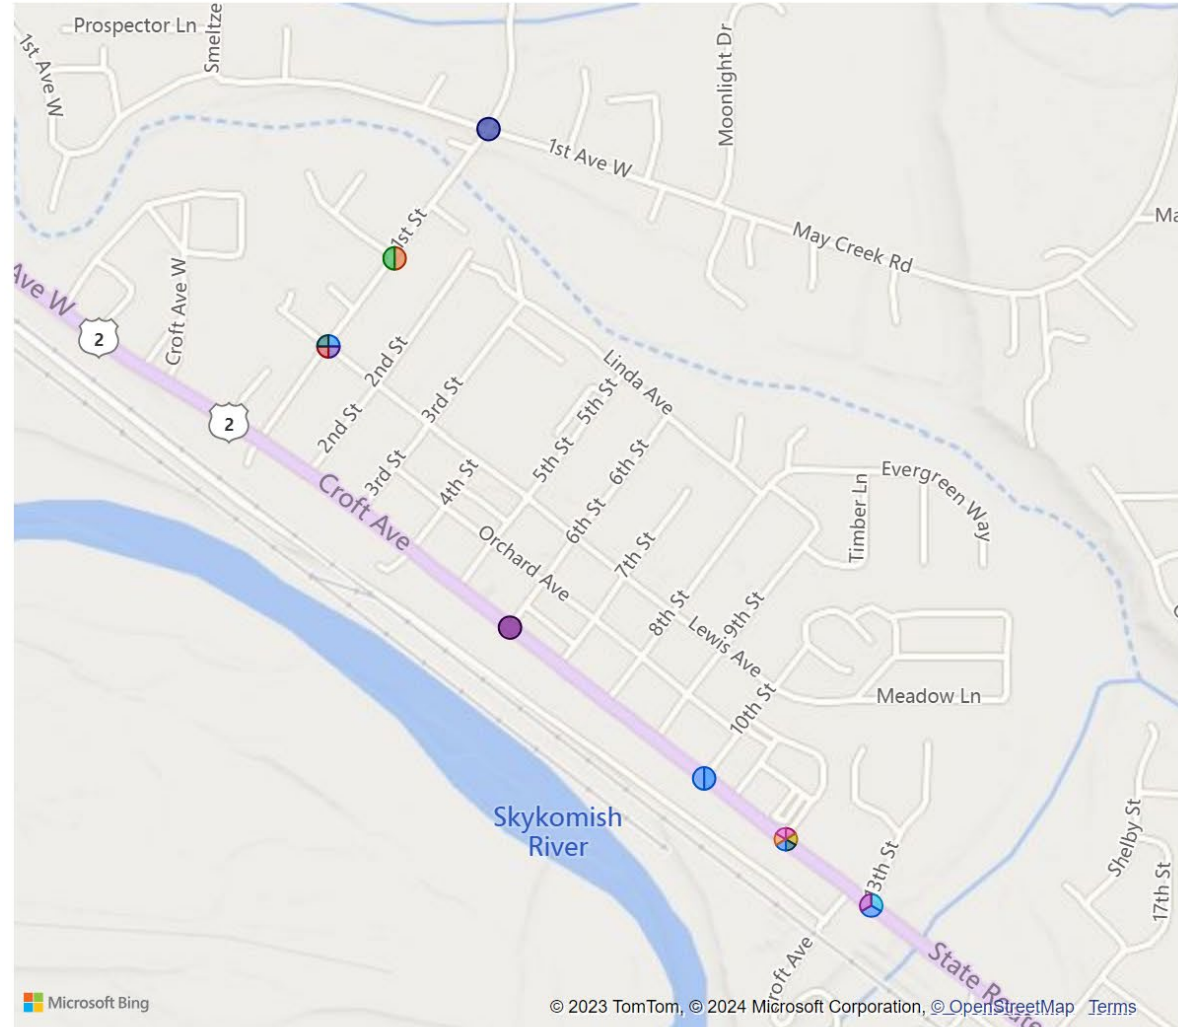 Prospector Ln
Smeltze
1st Ave W
Moonlight Dr
1st Ave W
Ma
1st St
May Creek Rd
Ave W
Croft Ave W
2
2
2nd St
2nd St
3rd St
3rd St
Linda Ave
5th St
5th St
6th St
6th St
4th St
Croft Ave
Orchard Ave
7th St
Evergreen Way
Timber Ln
8th St
9th St
Lewis Ave
10th St
Meadow Ln
Skykomish
River
13th St
Shelby St
17th St
roft Ave
State Route
Microsoft Bing
© 2023 TomTom, © 2024 Microsoft Corporation, © OpenStreetMap Terms